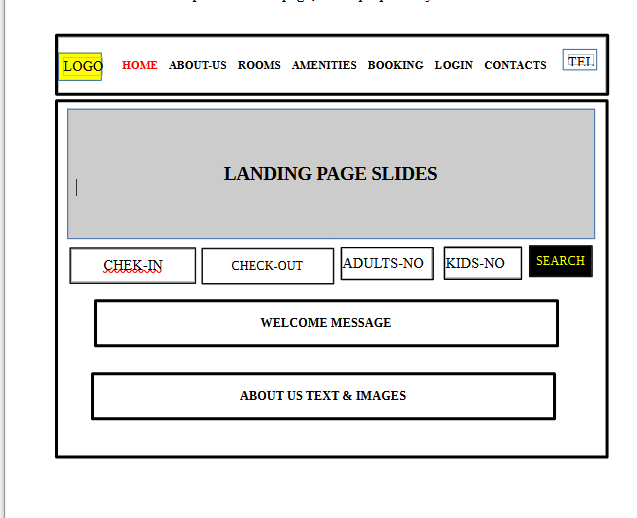 LOGO HOME ABOUT-US ROOMS AMENITIES BOOKING LOGIN CONTACTS TEL
LANDING PAGE SLIDES
CHEK-IN CHECK-OUT ADULTS-NO KIDS-NO SEARCH
WELCOME MESSAGE
ABOUT US TEXT & IMAGES